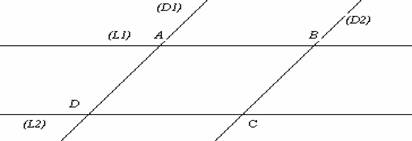 (D1)
(L1) A B (D2)
D
(L2) C